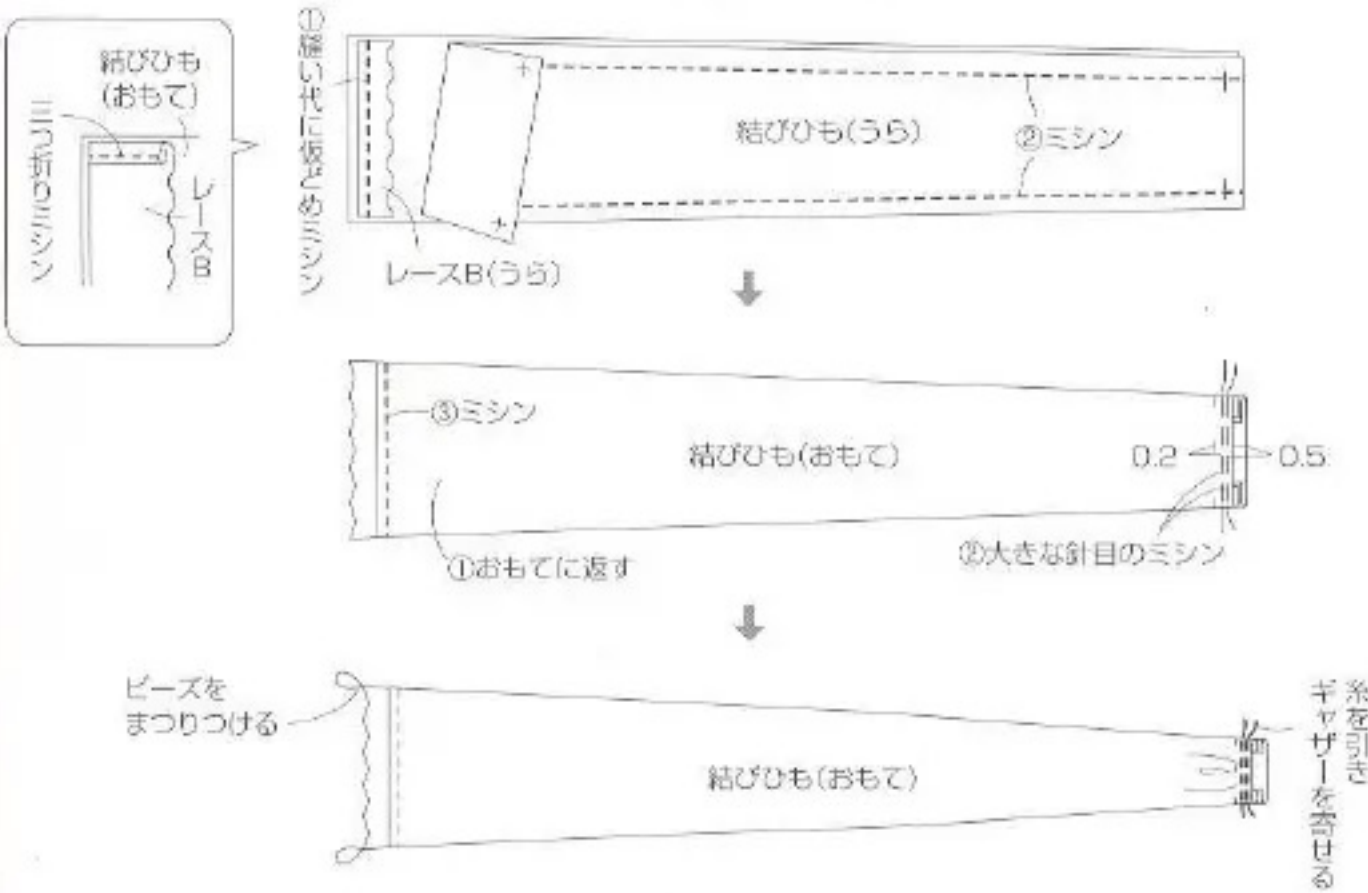 結びひも
(おもて)
三つ折りミシン
レースB
①縫い代に仮どめミシン
結びひも(うら)
②ミシン
レースB(うら)
③ミシン
結びひも(おもて)
0.2
0.5
①おもてに返す
②大きな針目のミシン
ビーズを
まつりつける
結びひも(おもて)
糸を引き
ギャザーを寄せる